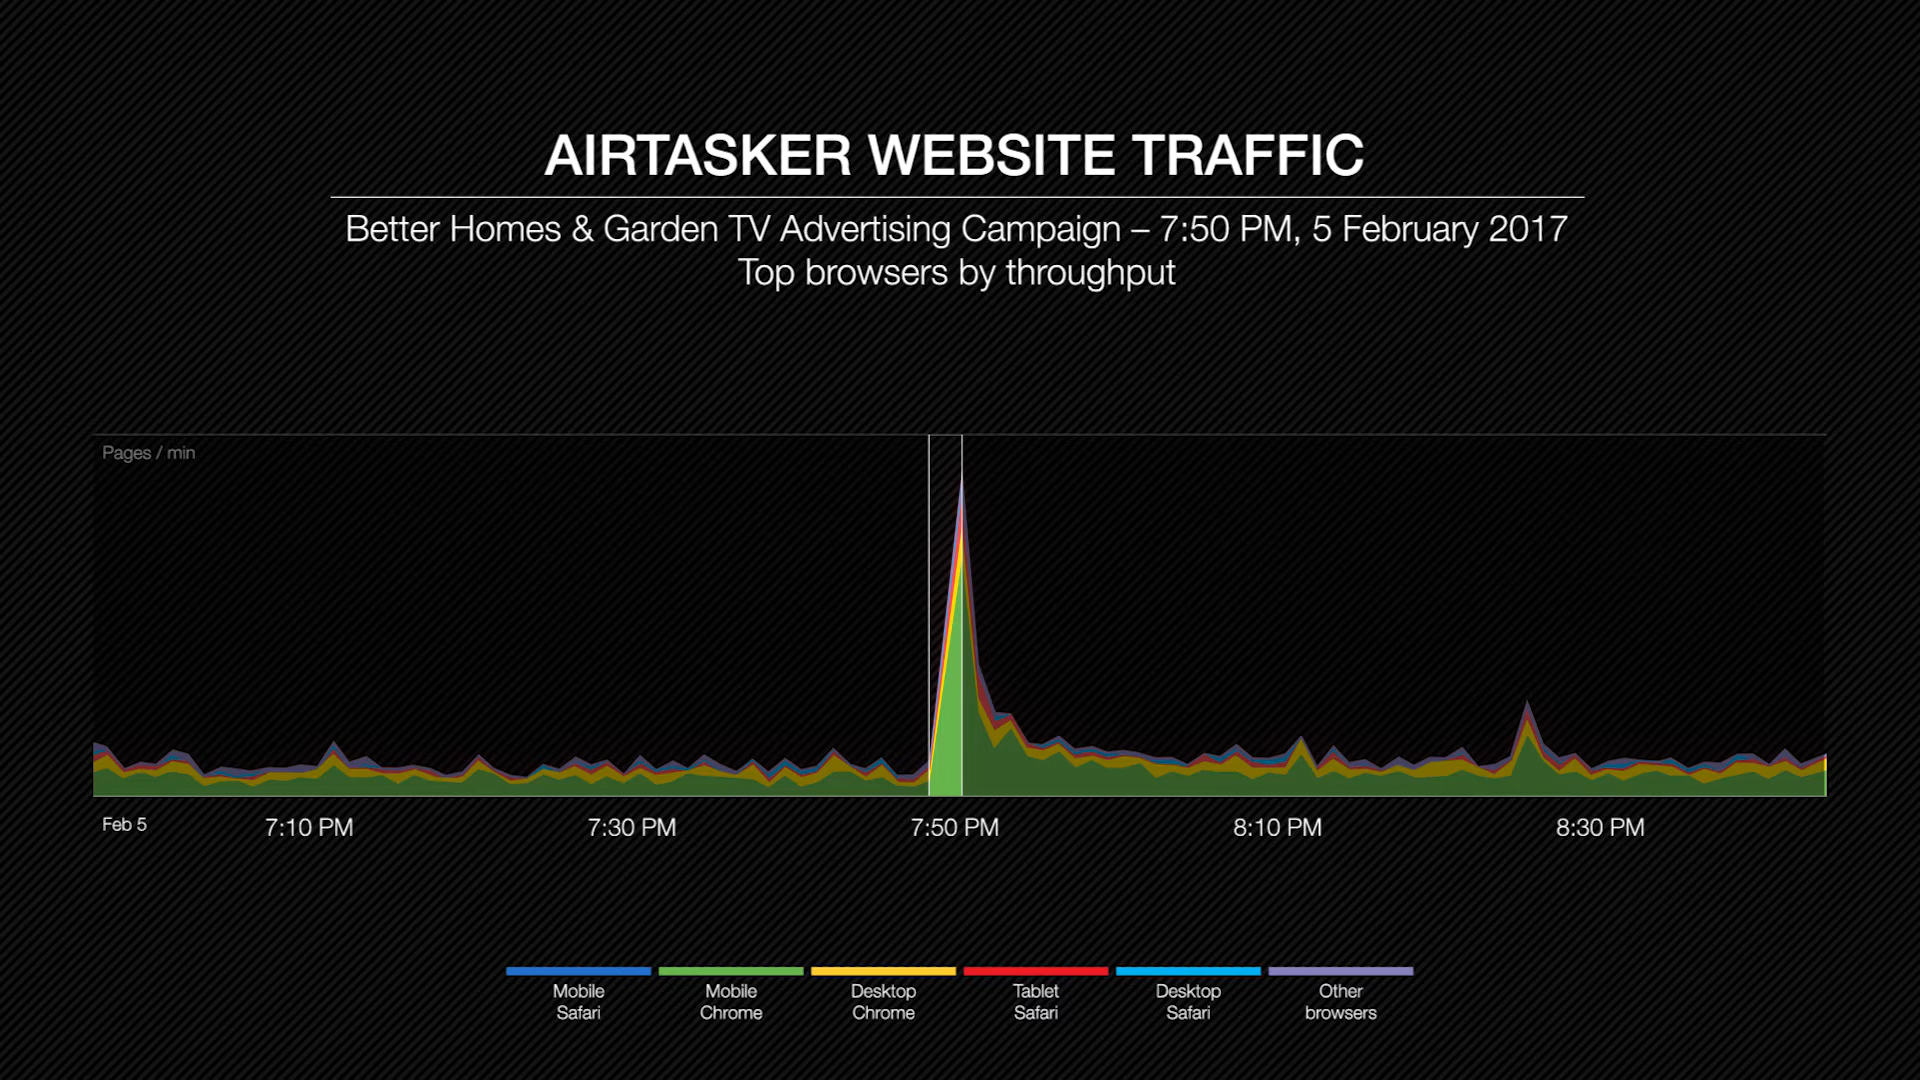 AIRTASKER WEBSITE TRAFFIC
Better Homes & Garden TV Advertising Campaign – 7:50 PM, 5 February 2017
Top browsers by throughput
Pages / min
Feb 5
7:10 PM
7:30 PM
7:50 PM
8:10 PM
8:30 PM
Mobile
Safari
Mobile
Chrome
Desktop
Chrome
Tablet
Safari
Desktop
Safari
Other
browsers